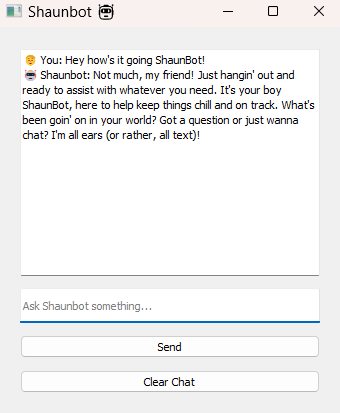 Shaunbot 🤖
🧑 You: Hey how's it going ShaunBot!
🤖 Shaunbot: Not much, my friend! Just hangin' out and
ready to assist with whatever you need. It's your boy
ShaunBot, here to help keep things chill and on track. What's
been goin' on in your world? Got a question or just wanna
chat? I'm all ears (or rather, all text)!
Ask Shaunbot something...
Send
Clear Chat